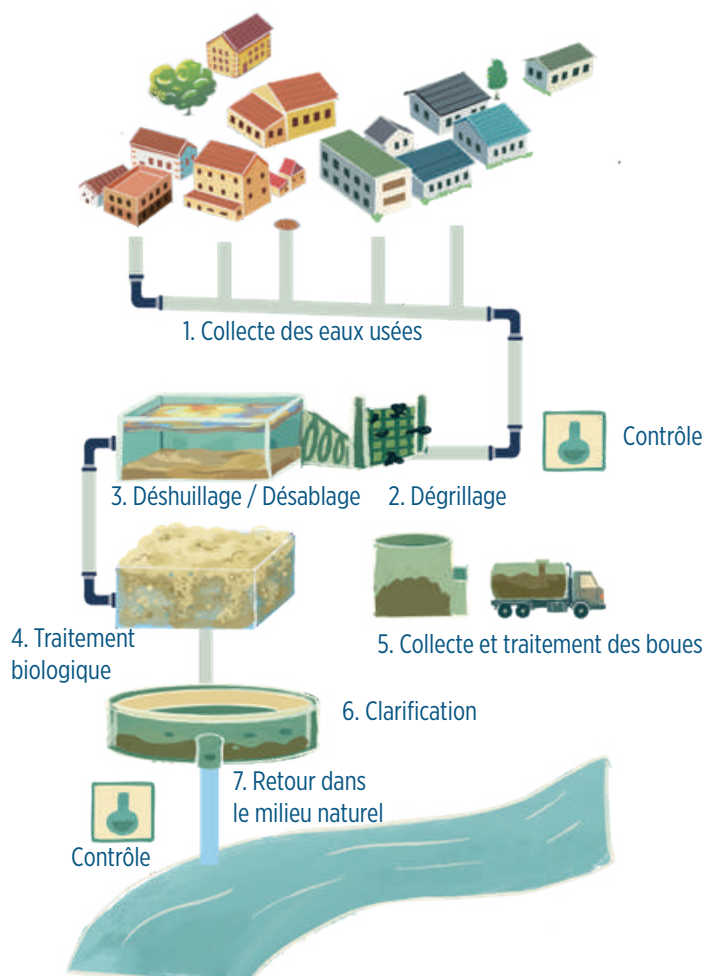 1. Collecte des eaux usées
Contrôle
3. Déshuillage / Désablage
2. Dégrillage
4. Traitement
biologique
5. Collecte et traitement des boues
6. Clarification
7. Retour dans
le milieu naturel
Contrôle